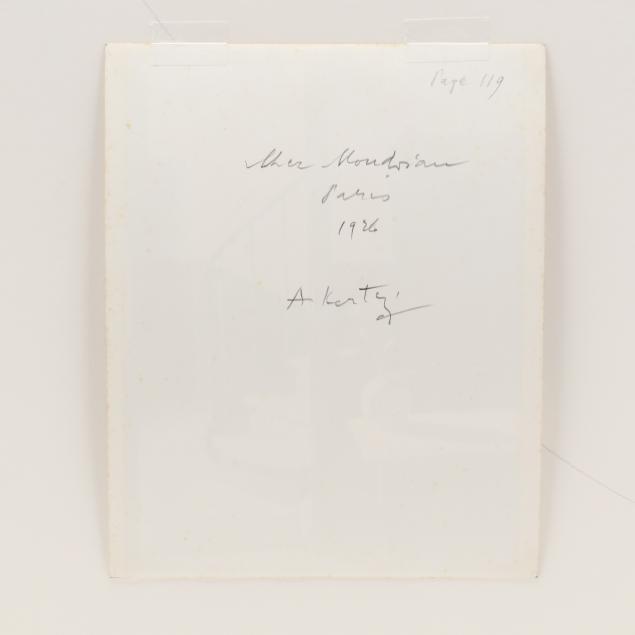 Page 119
Chez Mondrian
Paris
1926
A Kertész